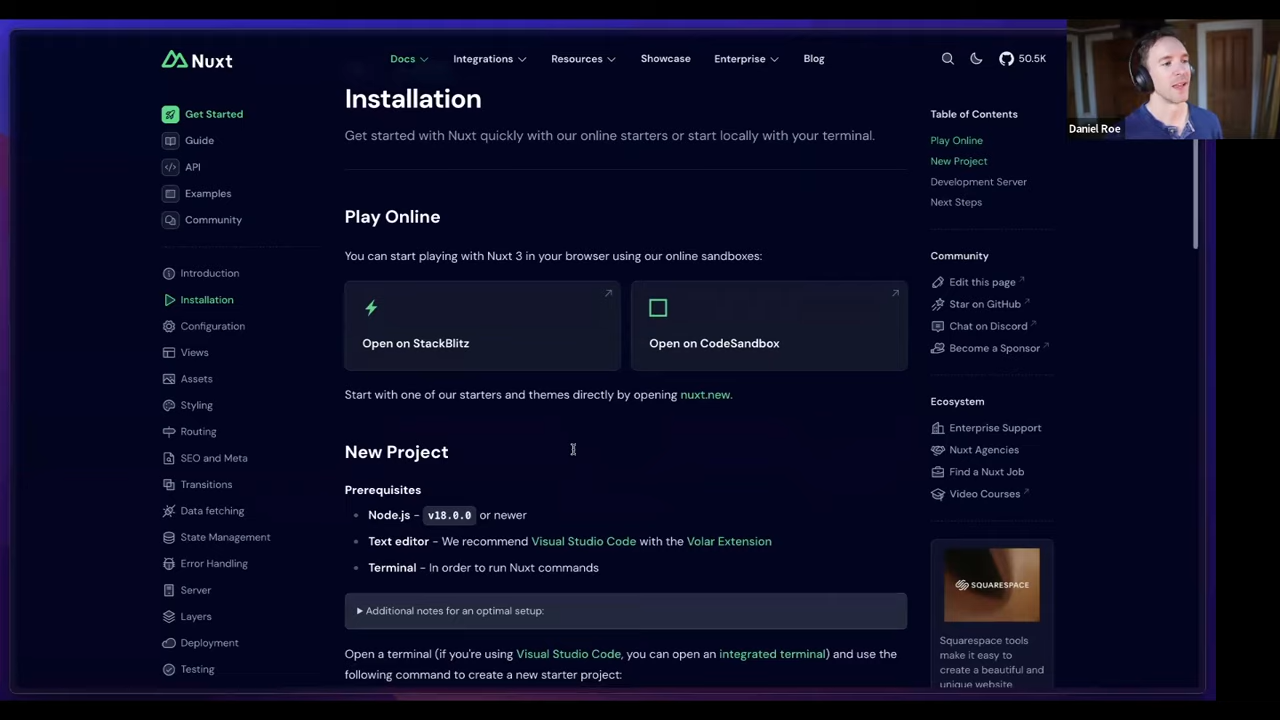 Nuxt
Docs
Integrations
Resources
Showcase
Enterprise
Blog
50.5K
Daniel Roe
Get Started
Guide
API
Examples
Community
Introduction
Installation
Configuration
Views
Assets
Styling
Routing
SEO and Meta
Transitions
Data fetching
State Management
Error Handling
Server
Layers
Deployment
Testing
Installation
Get started with Nuxt quickly with our online starters or start locally with your terminal.
Play Online
You can start playing with Nuxt 3 in your browser using our online sandboxes:
Open on StackBlitz
Open on CodeSandbox
Start with one of our starters and themes directly by opening nuxt.new.
New Project
Prerequisites
Node.js - v18.0.0 or newer
Text editor - We recommend Visual Studio Code with the Volar Extension
Terminal - In order to run Nuxt commands
Additional notes for an optimal setup:
Open a terminal (if you're using Visual Studio Code, you can open an integrated terminal) and use the
following command to create a new starter project:
Table of Contents
Play Online
New Project
Development Server
Next Steps
Community
Edit this page
Star on GitHub
Chat on Discord
Become a Sponsor
Ecosystem
Enterprise Support
Nuxt Agencies
Find a Nuxt Job
Video Courses
SQUARESPACE
Squarespace tools
make it easy to
create a beautiful and
unique website